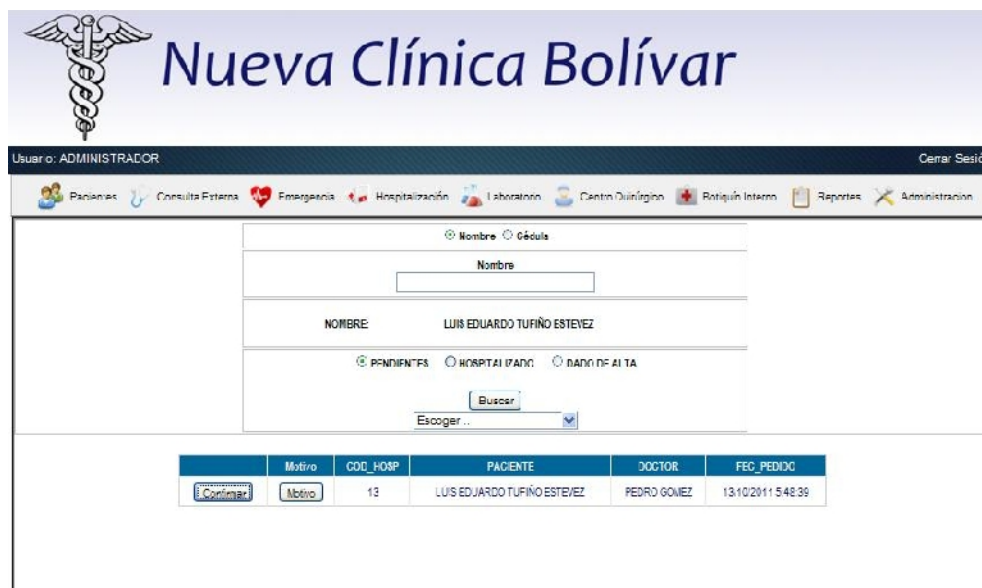 Nueva Clínica Bolívar
Usuario: ADMINISTRADOR Cerrar Sesió
Pacientes Consulta Externa Emergencia Hospitalización Laboratorio Centro Quirúrgico Botiquín Interno Reportes Administracion
Nombre Cédula
Nombre
NOMBRE: LUIS EDUARDO TUFIÑO ESTEVEZ
PENDIENTES HOSPITALIZADO DADO DE ALTA
Buscar
Escoger ..
Motivo COD_HOSP PACIENTE DOCTOR FEC_PEDIDO
Confirmar Motivo 13 LUIS EDUARDO TUFIÑO ESTEVEZ PEDRO GOMEZ 13/10/2011 5:48:39